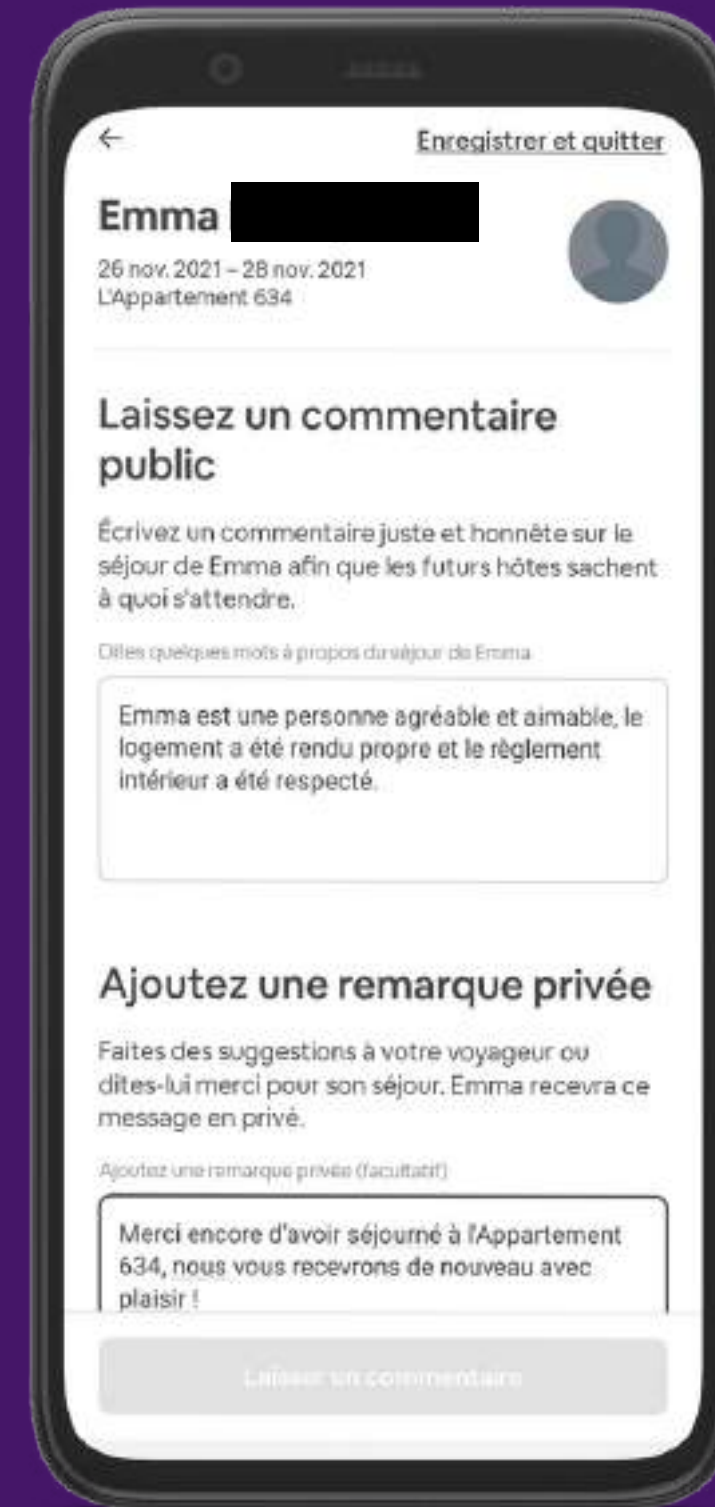 Enregistrer et quitter
Emma
26 nov. 2021 – 28 nov. 2021
L'Appartement 634
Laissez un commentaire
public
Écrivez un commentaire juste et honnête sur le
séjour de Emma afin que les futurs hôtes sachent
à quoi s'attendre.
Dites quelques mots à propos du séjour de Emma
Emma est une personne agréable et aimable, le
logement a été rendu propre et le règlement
intérieur a été respecté.
Ajoutez une remarque privée
Faites des suggestions à votre voyageur ou
dites-lui merci pour son séjour. Emma recevra ce
message en privé.
Ajoutez une remarque privée (facultatif)
Merci encore d'avoir séjourné à l'Appartement
634, nous vous recevrons de nouveau avec
plaisir !
Laisser un commentaire